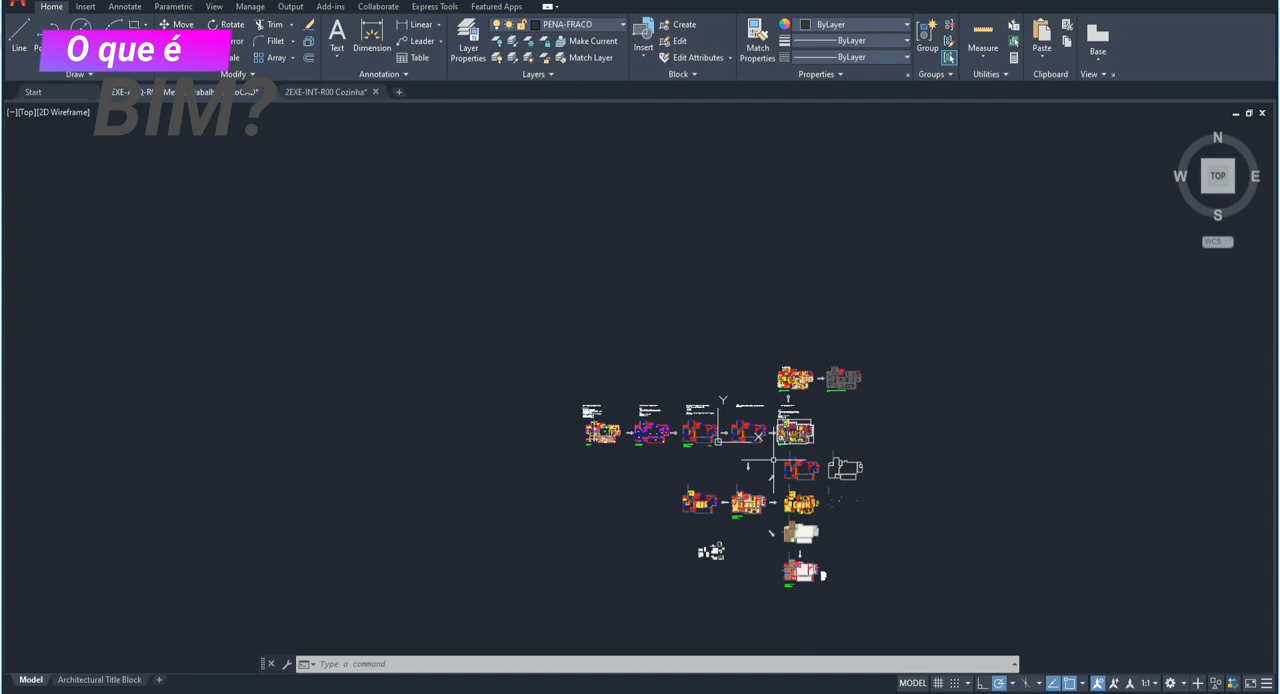 Home Insert Annotate Parametric View Manage Output Add-ins Collaborate Express Tools Featured Apps
Line
Move
Rotate
Trim
Fillet
Array
Draw
Modify
Text
Dimension
Linear
Leader
Table
Annotation
Layer
Properties
PENA-FRACO
Make Current
Match Layer
Layers
Insert
Create
Edit
Edit Attributes
Block
Match
Properties
ByLayer
ByLayer
ByLayer
Properties
Group
Groups
Measure
Utilities
Paste
Clipboard
Base
View
O que é
BIM?
Start
2EXE-INT-R00 Cozinha*
[−][Top][2D Wireframe]
N
W TOP E
S
WCS
Y
X
Type a command
Model Architectural Title Block
MODEL
1:1